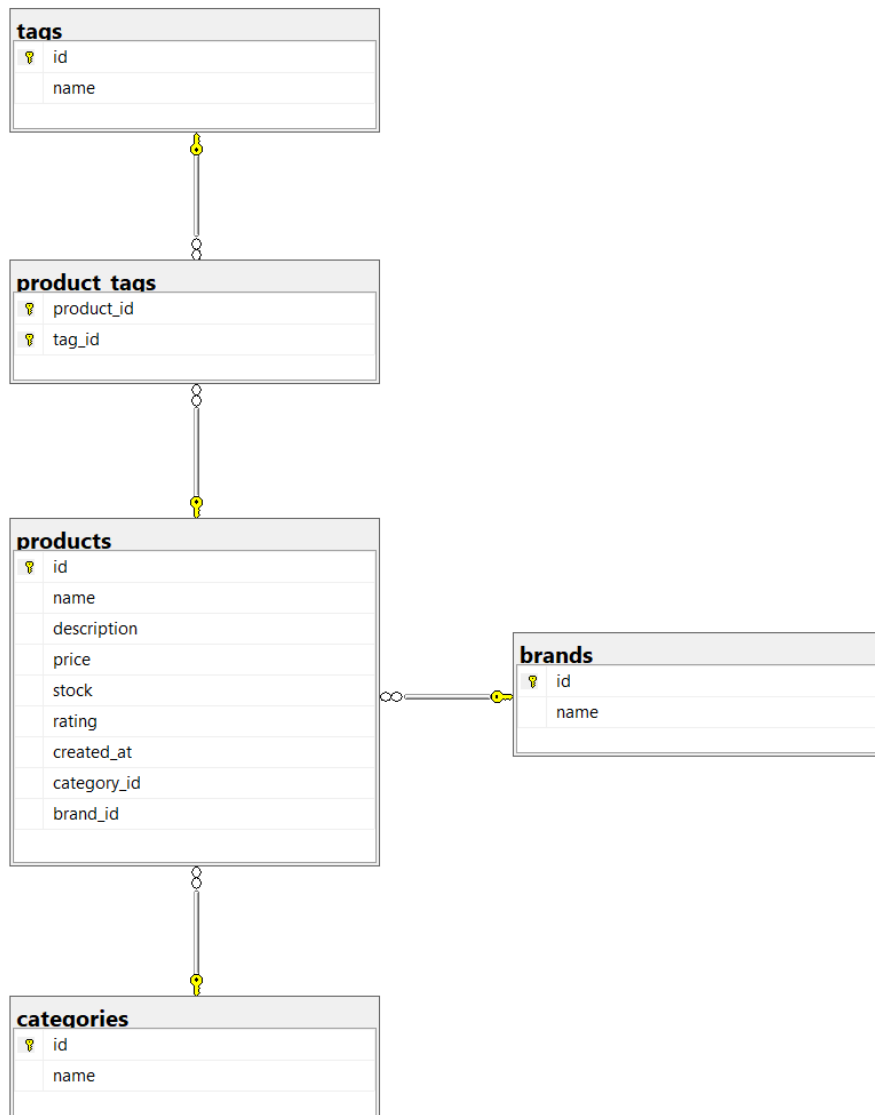 tags
id
name
product_tags
product_id
tag_id
products
id
name
description
price
stock
rating
created_at
category_id
brand_id
brands
id
name
categories
id
name